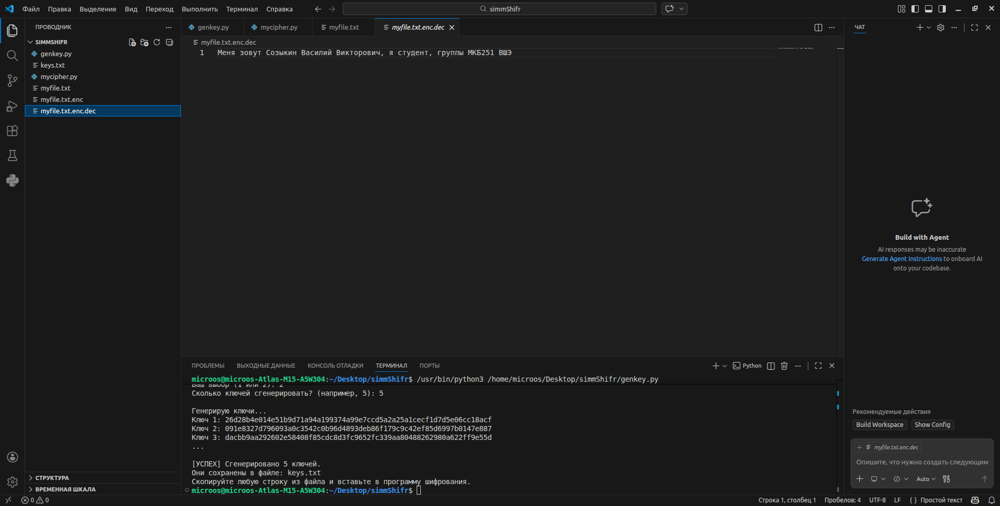 Файл Правка Выделение Вид Переход Выполнить Терминал Справка simmShifr
ПРОВОДНИК
SIMMSHIFR
genkey.py
keys.txt
mycipher.py
myfile.txt
myfile.txt.enc
myfile.txt.enc.dec
СТРУКТУРА
ВРЕМЕННАЯ ШКАЛА
genkey.py mycipher.py myfile.txt myfile.txt.enc.dec
myfile.txt.enc.dec
1 Меня зовут Созыкин Василий Викторович, я студент, группы МКБ251 ВШЭ
ПРОБЛЕМЫ ВЫХОДНЫЕ ДАННЫЕ КОНСОЛЬ ОТЛАДКИ ТЕРМИНАЛ ПОРТЫ Python
microos@microos-Atlas-M15-A5W304:~/Desktop/simmShifr$ /usr/bin/python3 /home/microos/Desktop/simmShifr/genkey.py
Ваш выбор (1 или 2): 2
Сколько ключей сгенерировать? (например, 5): 5
Генерирую ключи...
Ключ 1: 26d28b4e014e51b9d71a94a199374a99e7ccd5a2a25a1cecf1d7d5e06cc18acf
Ключ 2: 091e8327d796093a0c3542c0b96d4893deb86f179c9c42ef85d6997b0147e887
Ключ 3: dacbb9aa292602e58408f85cdc8d3fc9652fc339aa80488262980a622ff9e55d
...
[УСПЕХ] Сгенерировано 5 ключей.
Они сохранены в файле: keys.txt
Скопируйте любую строку из файла и вставьте в программу шифрования.
microos@microos-Atlas-M15-A5W304:~/Desktop/simmShifr$
ЧАТ
Build with Agent
AI responses may be inaccurate
Generate Agent Instructions to onboard AI
onto your codebase.
Рекомендуемые действия
Build Workspace Show Config
myfile.txt.enc.dec
Опишите, что нужно создать следующим
Auto
0 0 Строка 1, столбец 1 Пробелов: 4 UTF-8 LF { } Простой текст